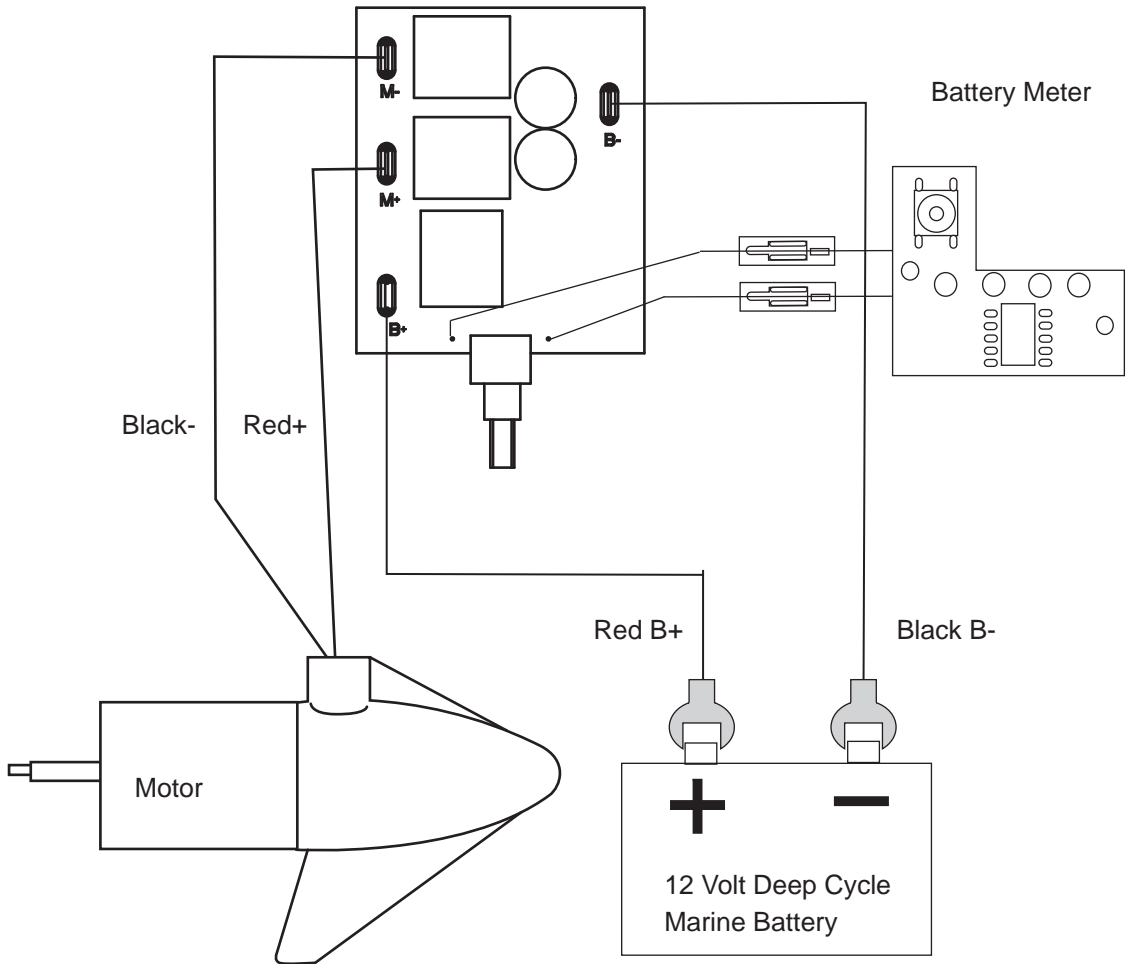 M-
B-
Battery Meter
M+
B+
Black-
Red+
Red B+
Black B-
Motor
12 Volt Deep Cycle
Marine Battery